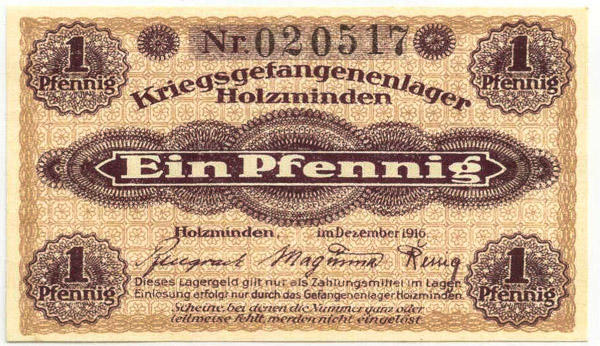 Nr. 020517
1 Pfennig
1 Pfennig
Kriegsgefangenenlager
Holzminden
Ein Pfennig
Holzminden, im Dezember 1916
1 Pfennig
1 Pfennig
Dieses Lagergeld gilt nur als Zahlungsmittel im Lager.
Einlösung erfolgt nur durch das Gefangenenlager Holzminden.
Scheine, bei denen die Nummer ganz oder
teilweise fehlt, werden nicht eingelöst